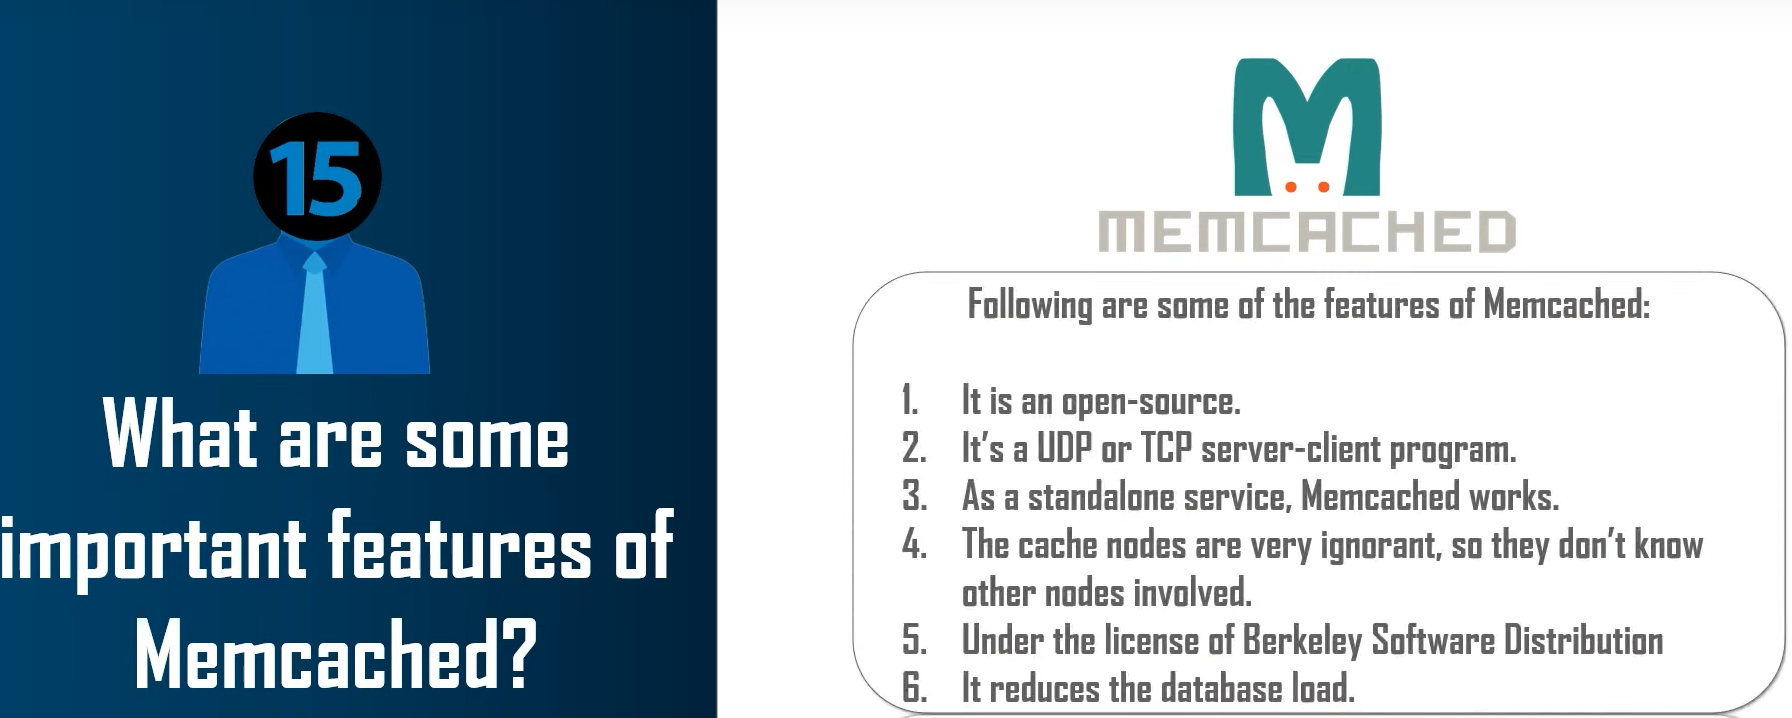 15
What are some
important features of
Memcached?
MEMCACHED
Following are some of the features of Memcached:
1. It is an open-source.
2. It's a UDP or TCP server-client program.
3. As a standalone service, Memcached works.
4. The cache nodes are very ignorant, so they don't know
other nodes involved.
5. Under the license of Berkeley Software Distribution
6. It reduces the database load.